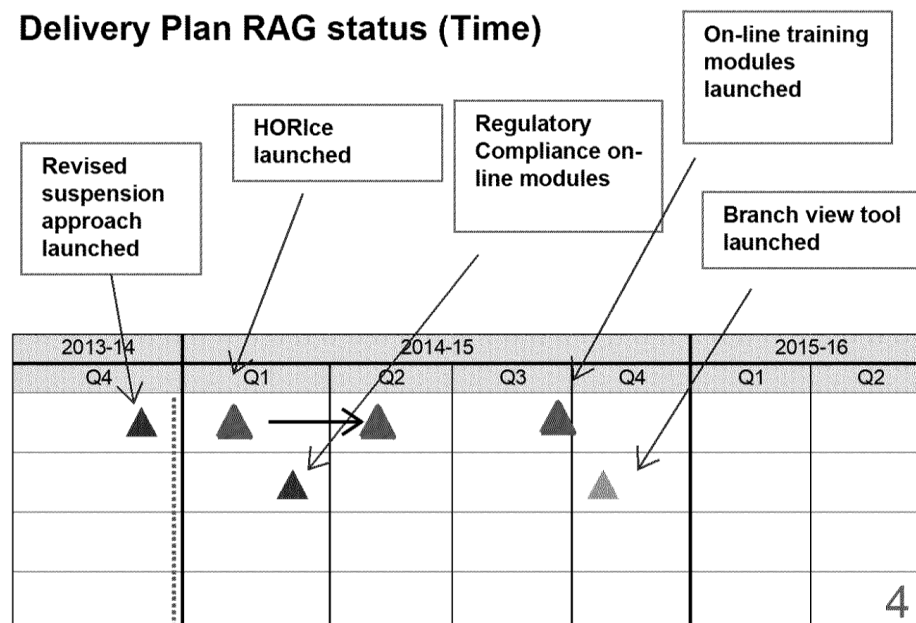 Delivery Plan RAG status (Time)
On-line training
modules
launched
HORIce
launched
Regulatory
Compliance on-
line modules
Revised
suspension
approach
launched
Branch view tool
launched
2013-14
2014-15
2015-16
Q4
Q1
Q2
Q3
Q4
Q1
Q2
4